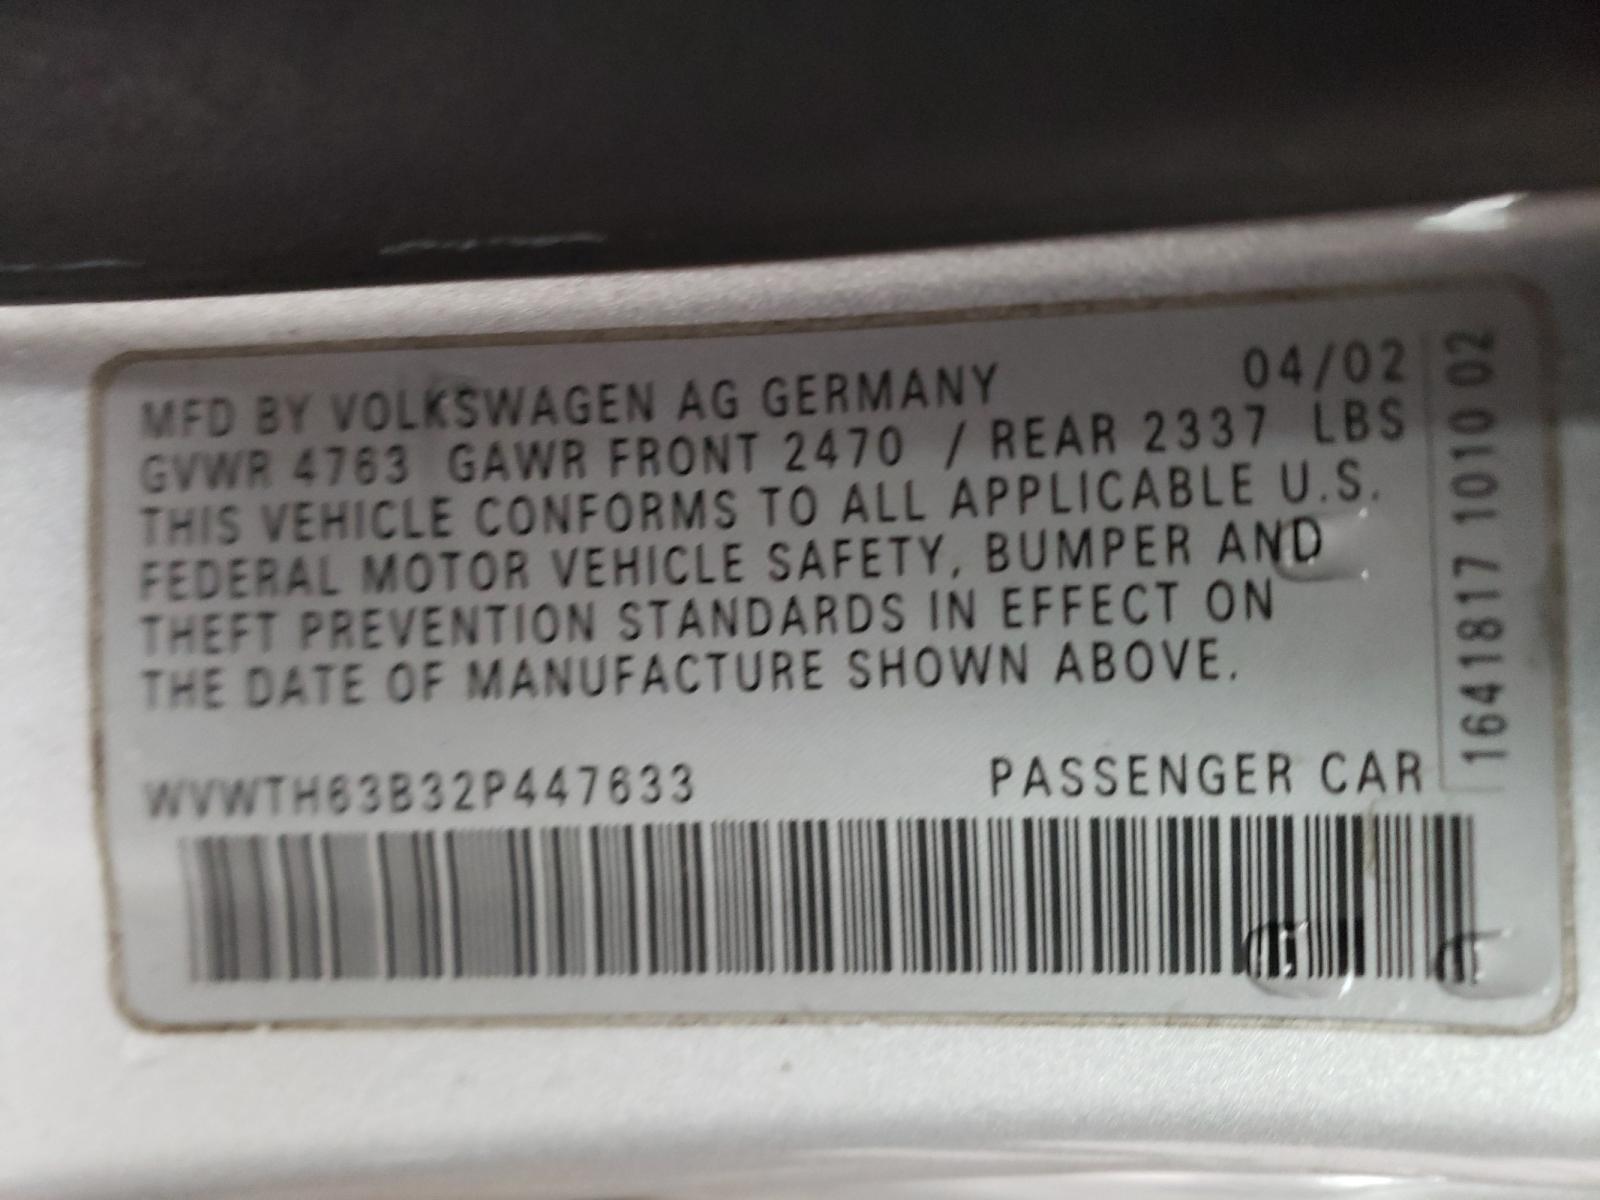 MFD BY VOLKSWAGEN AG GERMANY 04/02
GVWR 4763 GAWR FRONT 2470 / REAR 2337 LBS
THIS VEHICLE CONFORMS TO ALL APPLICABLE U.S.
FEDERAL MOTOR VEHICLE SAFETY, BUMPER AND
THEFT PREVENTION STANDARDS IN EFFECT ON
THE DATE OF MANUFACTURE SHOWN ABOVE.
WVWTH63B32P447633 PASSENGER CAR
1641817 1010 02